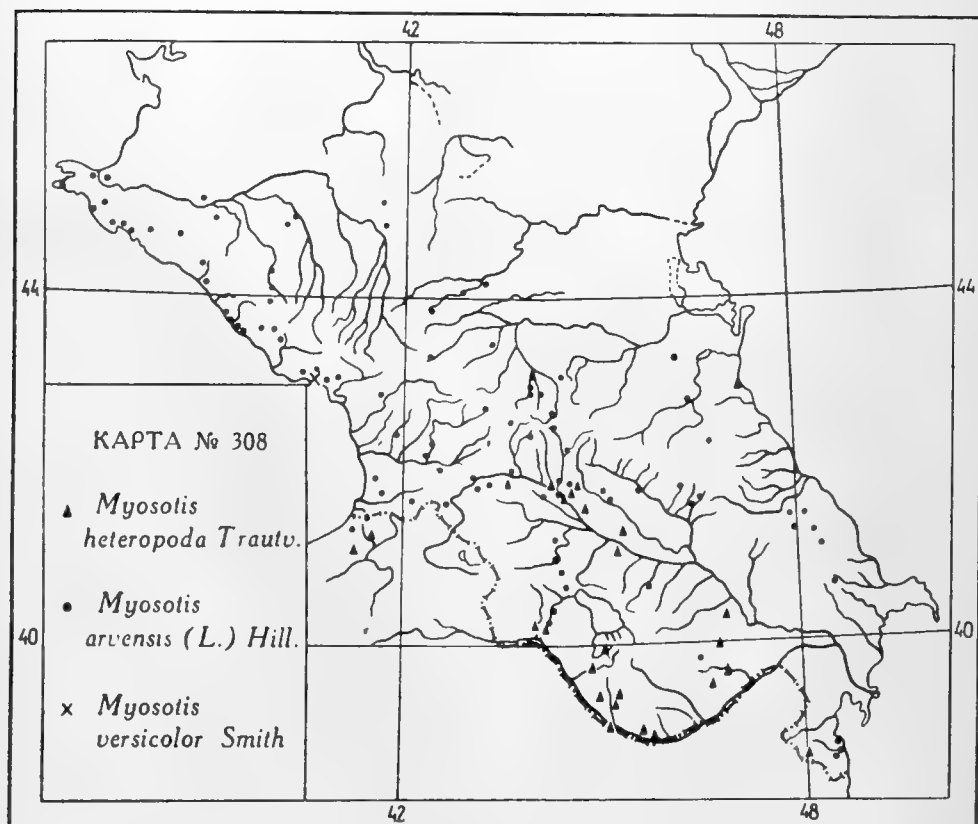 42 48
44 44
КАРТА № 308
Myosotis
heteropoda Trautv.
Myosotis
arvensis (L.) Hill.
40 40
Myosotis
versicolor Smith
42 48